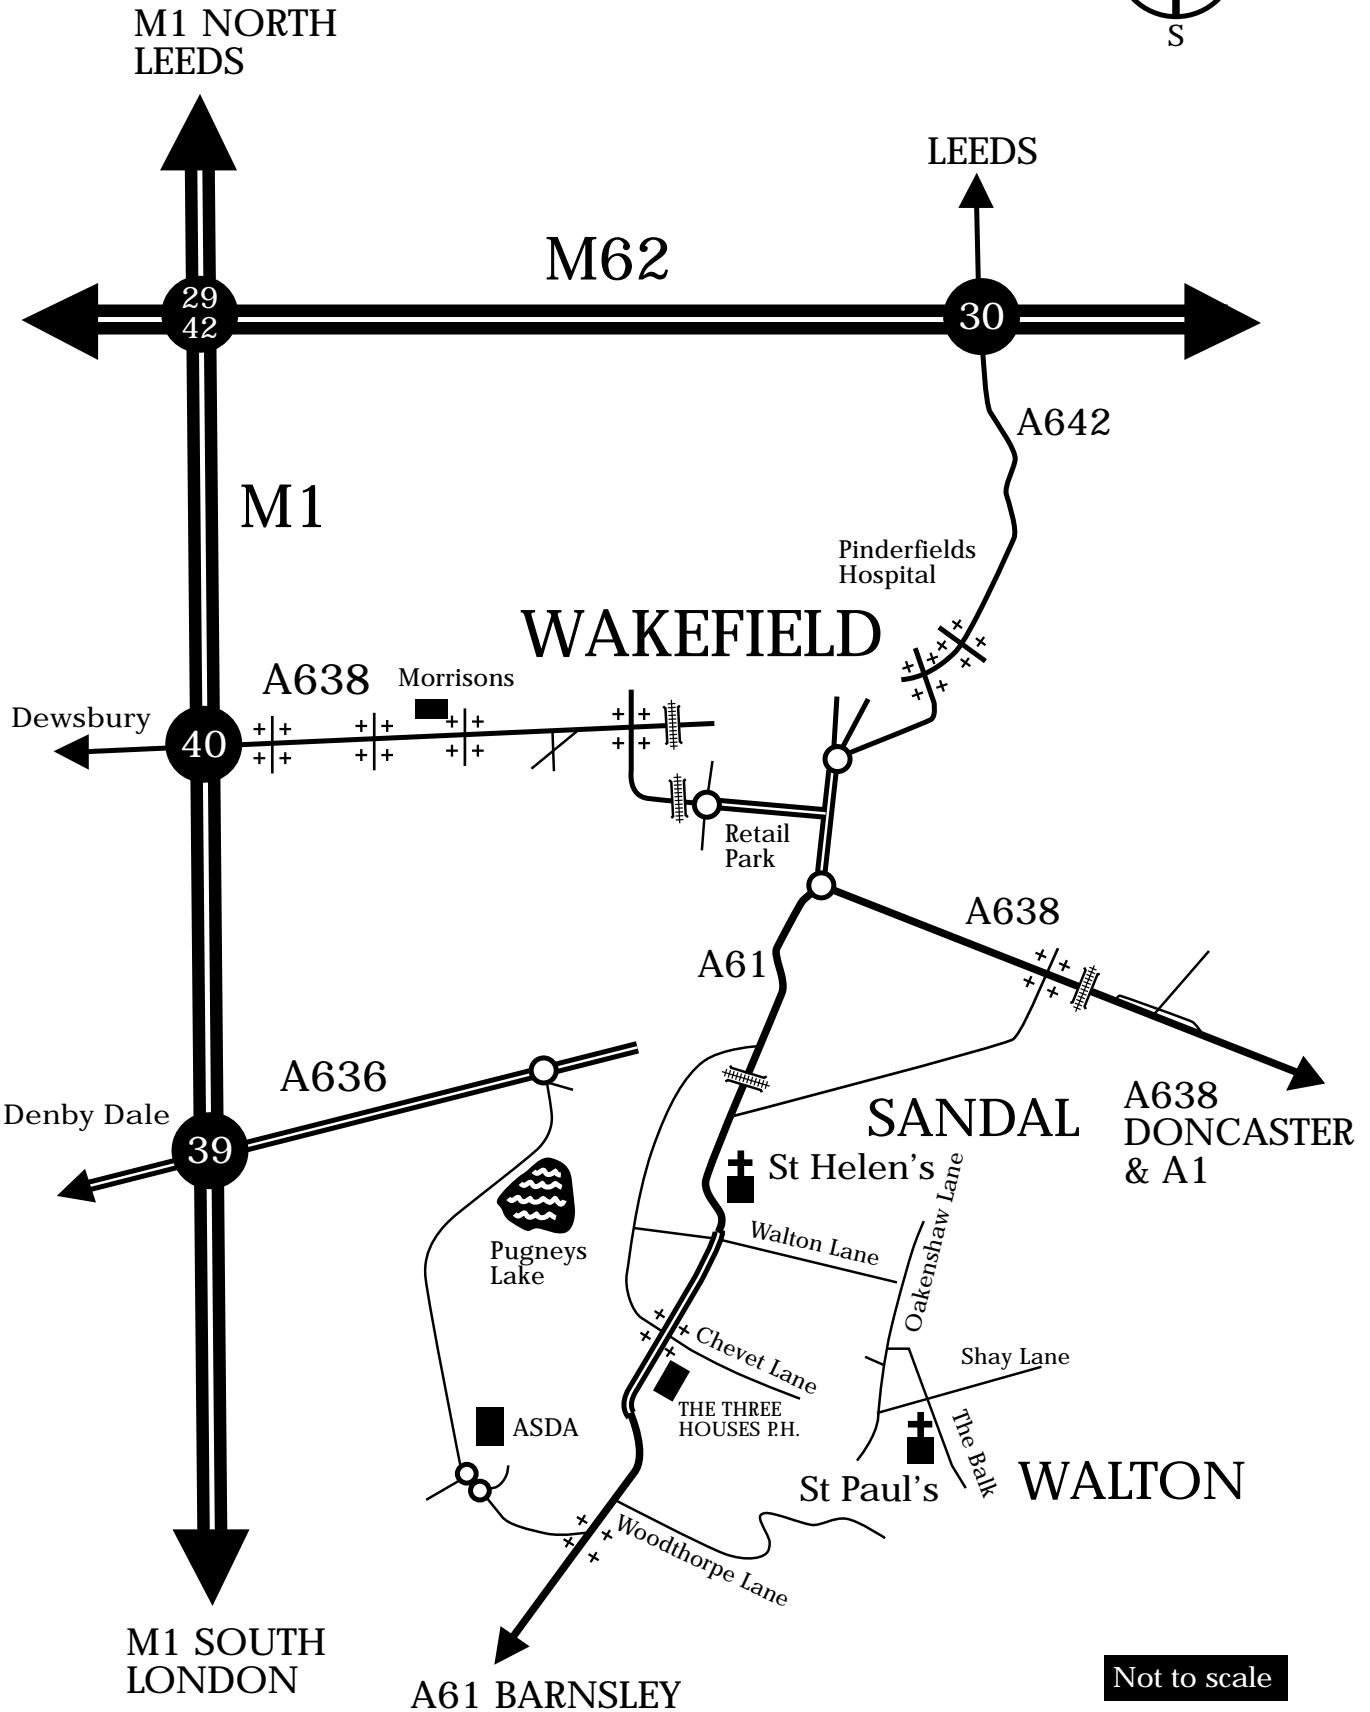 M1 NORTH
LEEDS
S
LEEDS
M62
29
42
30
A642
M1
Pinderfields
Hospital
WAKEFIELD
A638
Morrisons
Dewsbury
40
Retail
Park
A638
A61
A636
Denby Dale
39
SANDAL
A638
DONCASTER
& A1
St Helen's
Oakenshaw Lane
Walton Lane
Pugneys
Lake
Chevet Lane
Shay Lane
THE THREE
HOUSES P.H.
ASDA
The Balk
St Paul's
WALTON
Woodthorpe Lane
M1 SOUTH
LONDON
A61 BARNSLEY
Not to scale